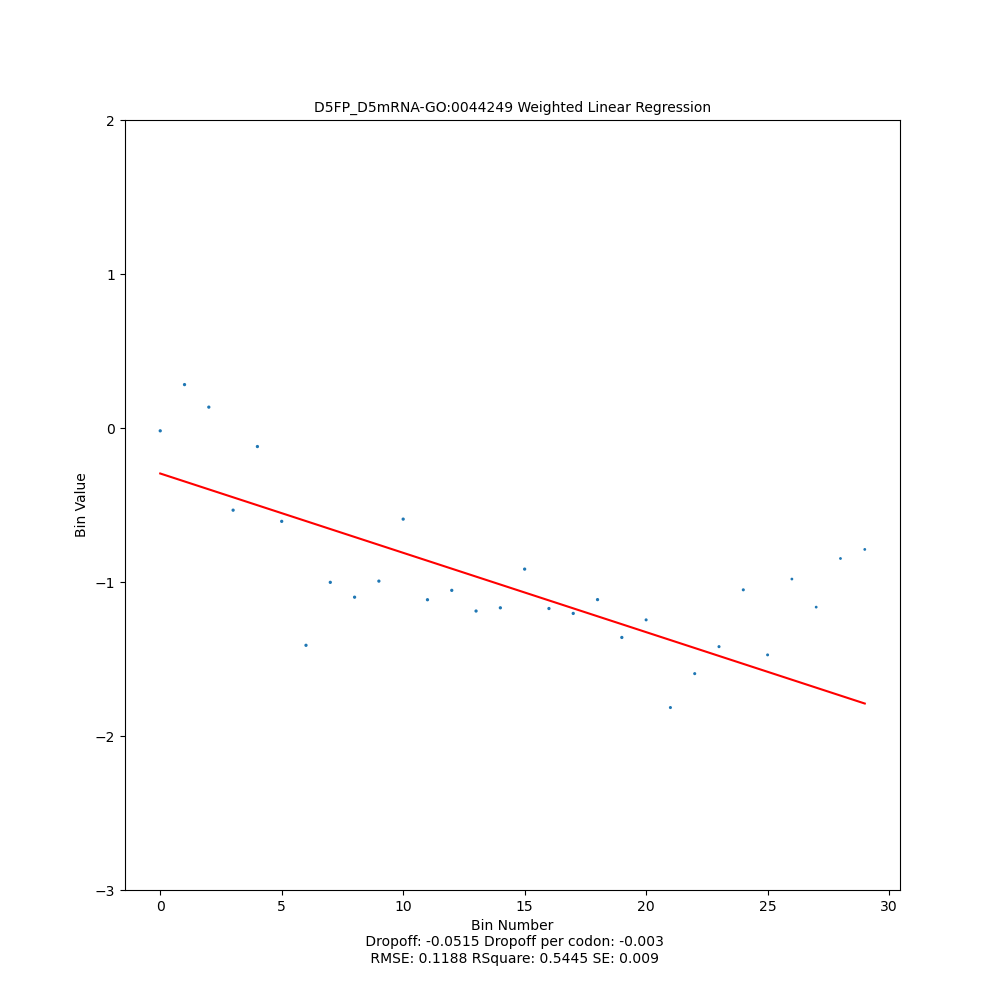 D5FP_D5mRNA-GO:0044249 Weighted Linear Regression
2
1
0
−1
−2
−3
Bin Value
0 5 10 15 20 25 30
Bin Number
Dropoff: -0.0515 Dropoff per codon: -0.003
RMSE: 0.1188 RSquare: 0.5445 SE: 0.009